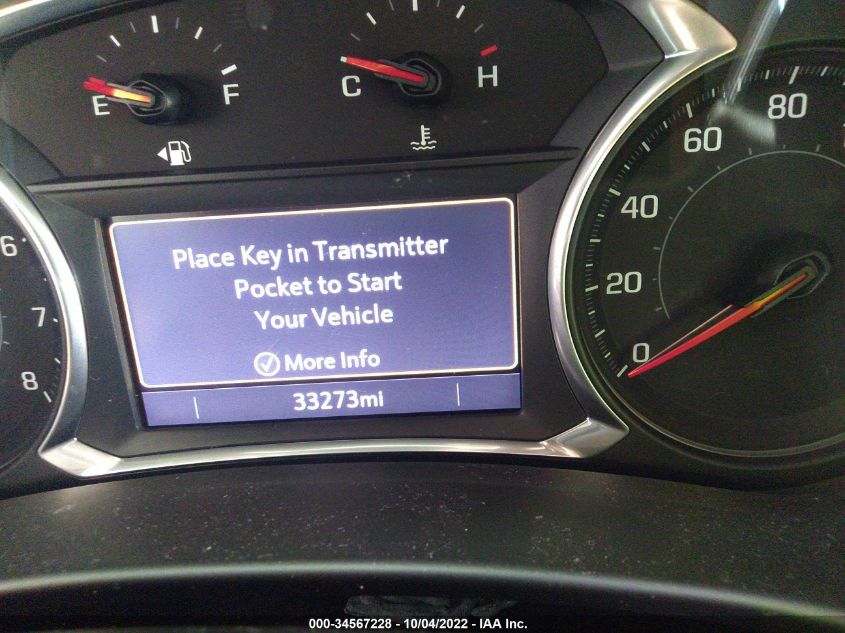 E F
C H
6
7
8
0
20
40
60
80
Place Key in Transmitter
Pocket to Start
Your Vehicle
More Info
33273mi
000-34567228 - 10/04/2022 - IAA Inc.